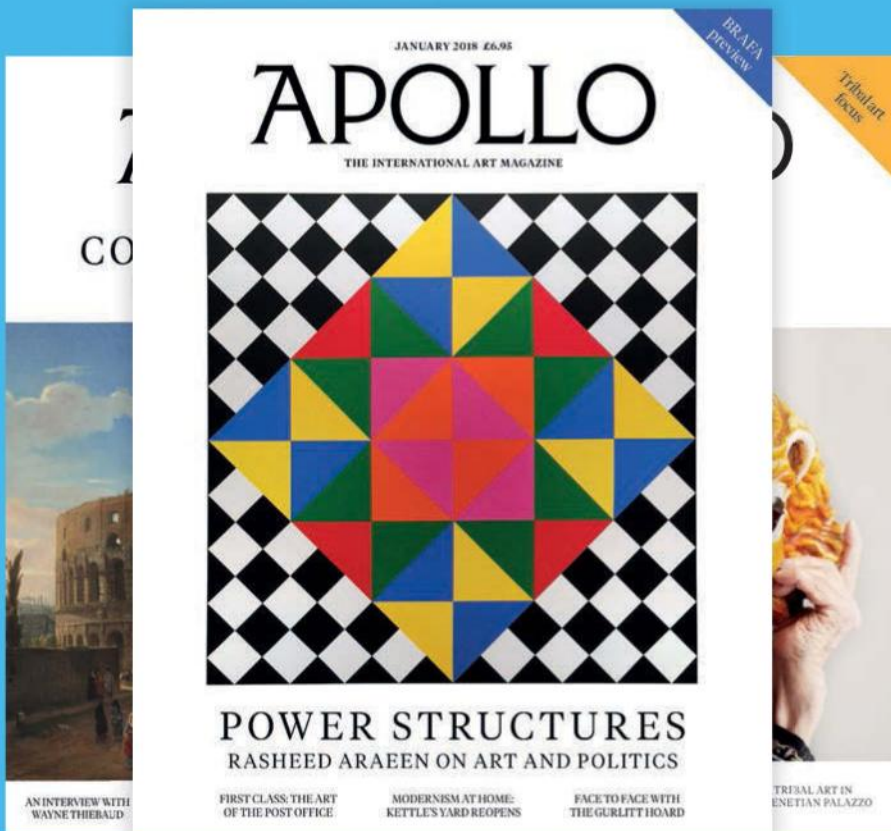 JANUARY 2018 £6.95
BRAFA
preview
APOLLO
THE INTERNATIONAL ART MAGAZINE
POWER STRUCTURES
RASHEED ARAEEN ON ART AND POLITICS
FIRST CLASS: THE ART
OF THE POST OFFICE
MODERNISM AT HOME:
KETTLE'S YARD REOPENS
FACE TO FACE WITH
THE GURLITT HOARD
CO
AN INTERVIEW WITH
WAYNE THIEBAUD
O
Tribal art
focus
TRIBAL ART IN
ENETIAN PALAZZO